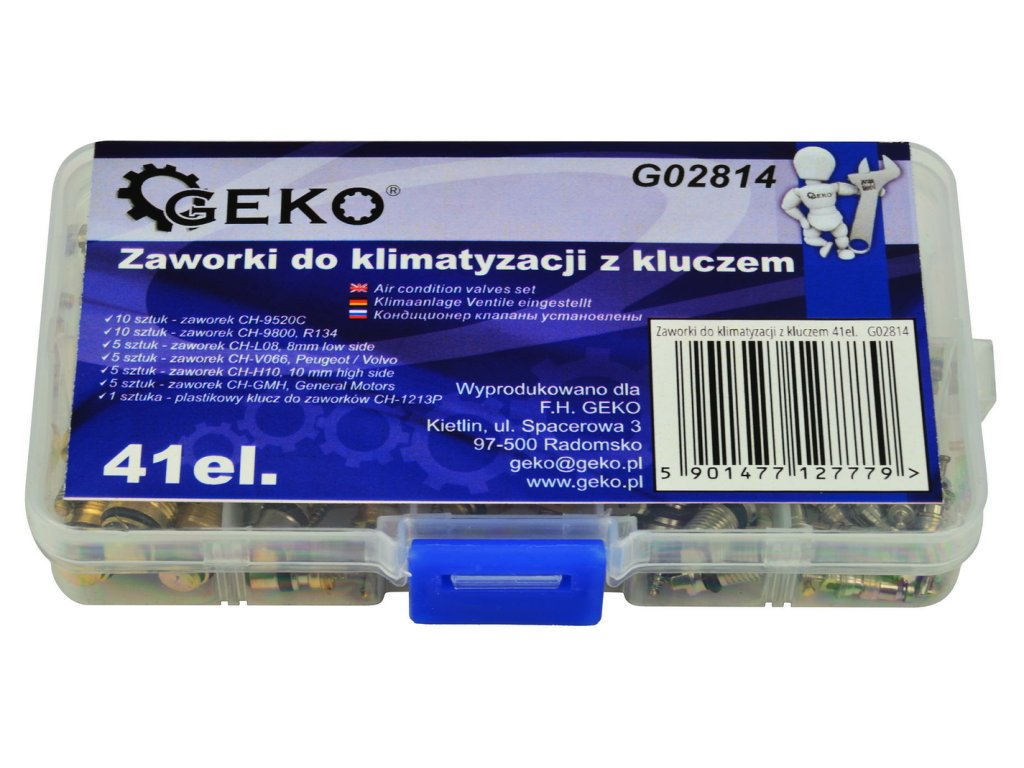 GEKO®
G02814
GEKO
Zaworki do klimatyzacji z kluczem
Air condition valves set
Klimaanlage Ventile eingestellt
Кондиционер клапаны установлены
✓10 sztuk - zaworek CH-9520C
✓10 sztuk - zaworek CH-9800, R134
✓5 sztuk - zaworek CH-L08, 8mm low side
✓5 sztuk - zaworek CH-V066, Peugeot / Volvo
✓5 sztuk - zaworek CH-H10, 10 mm high side
✓5 sztuk - zaworek CH-GMH, General Motors
✓1 sztuka - plastikowy klucz do zaworków CH-1213P
41el.
Wyprodukowano dla
F.H. GEKO
Kietlin, ul. Spacerowa 3
97-500 Radomsko
geko@geko.pl
www.geko.pl
Zaworki do klimatyzacji z kluczem 41el. G02814
5 901477 127779 >